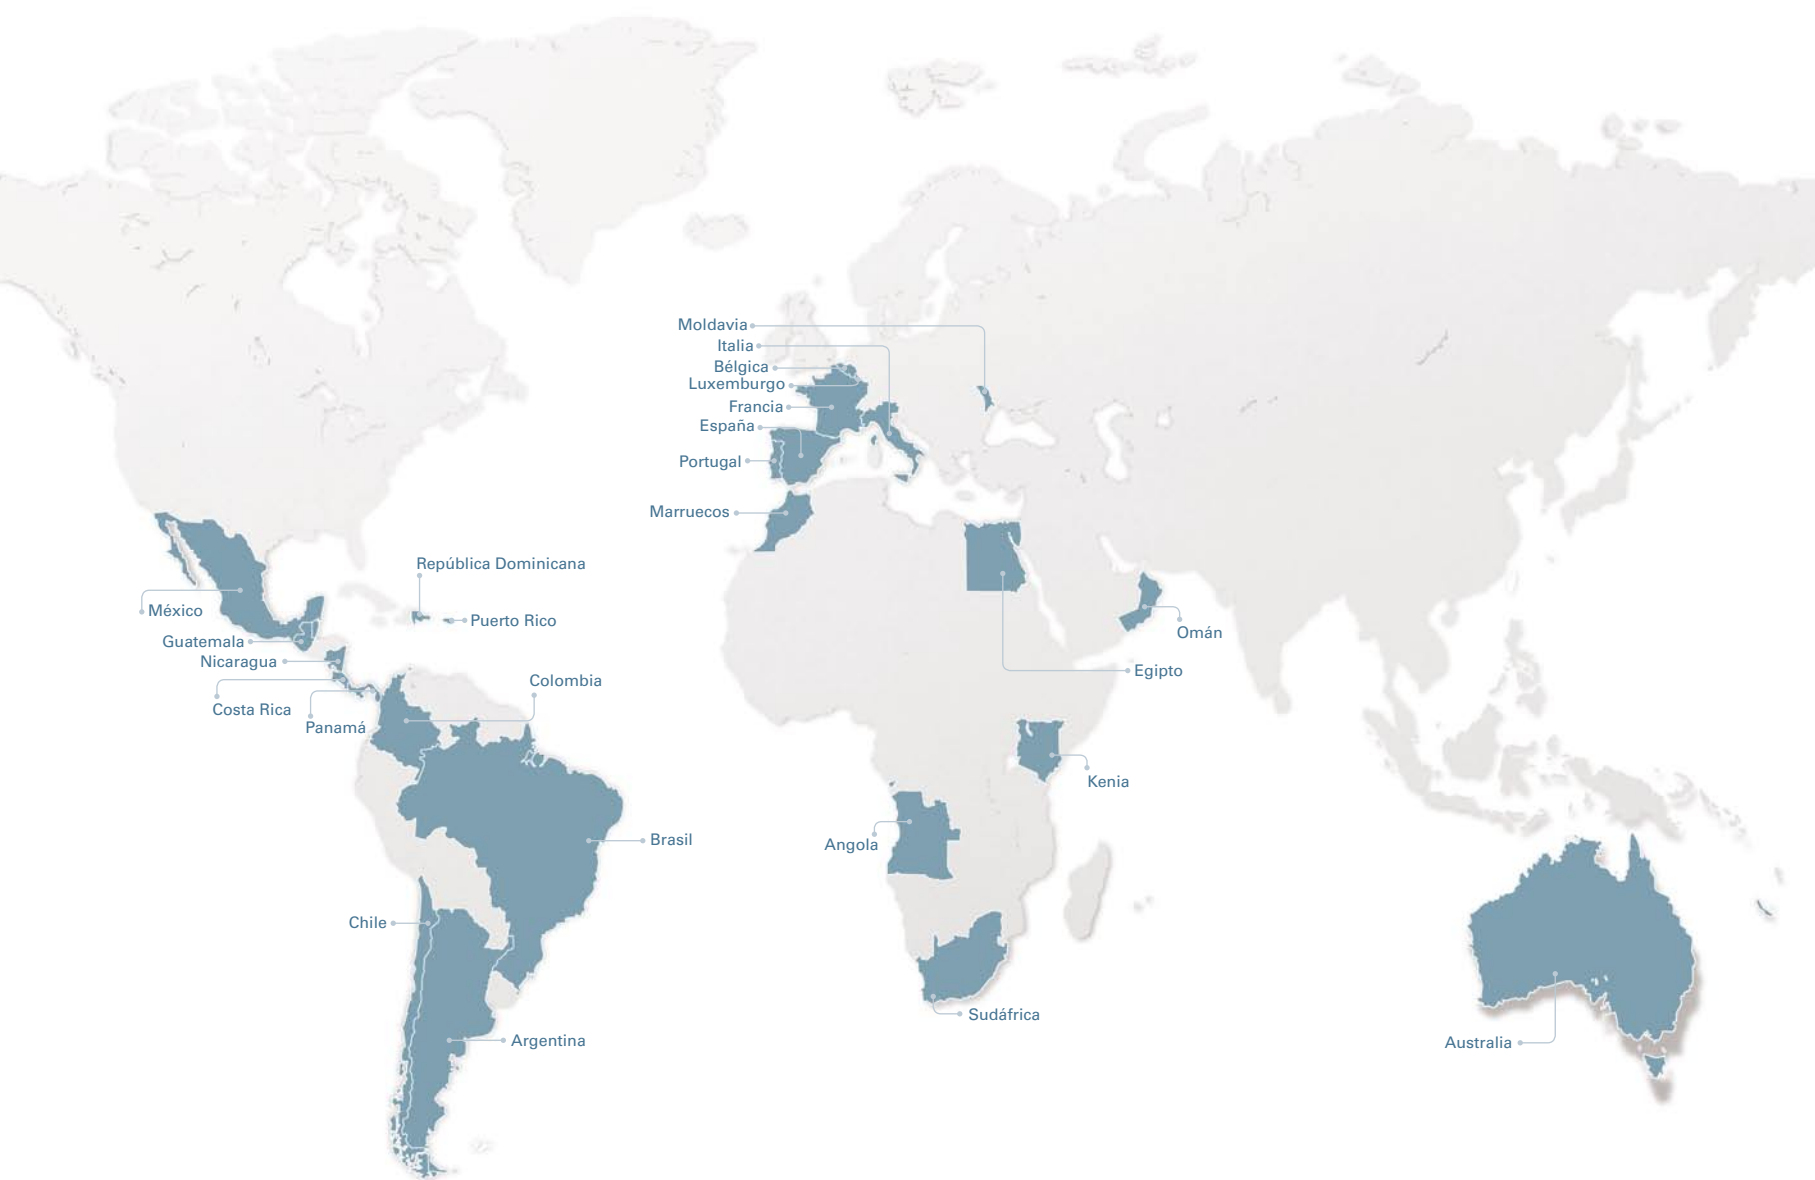 Moldavia
Italia
Bélgica
Luxemburgo
Francia
España
Portugal
Marruecos
República Dominicana
México
Puerto Rico
Guatemala
Nicaragua
Costa Rica
Panamá
Colombia
Omán
Egipto
Kenia
Angola
Brasil
Chile
Sudáfrica
Argentina
Australia